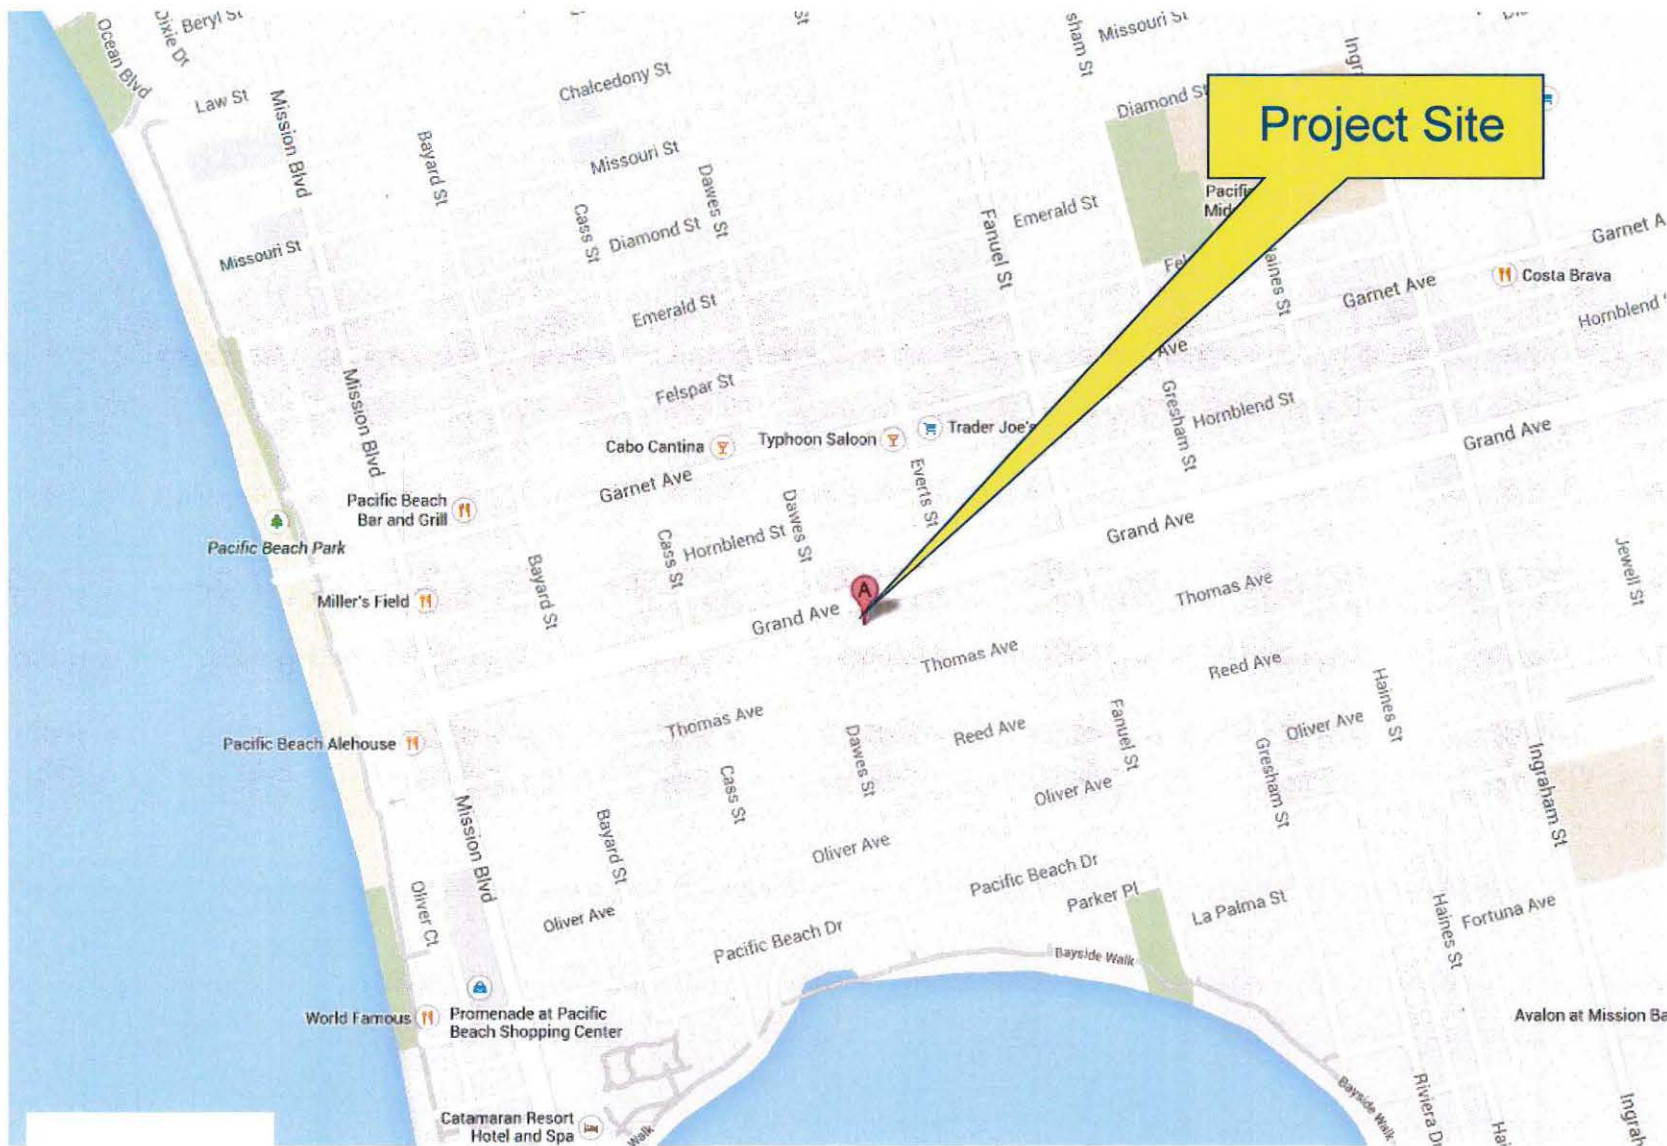 Beryl St
Dixie Dr
Ocean Blvd
Law St
Mission Blvd
Chalcedony St
St
sham St
Missouri St
Diamond St
Project Site
Bayard St
Missouri St
Dawes St
Cass St
Diamond St
Missouri St
Fanuel St
Emerald St
Haines St
Garnet A
Costa Brava
Garnet Ave
Hornblend
Emerald St
Mission Blvd
Felspar St
Ave
Gresham St
Hornblend St
Grand Ave
Cabo Cantina
Typhoon Saloon
Trader Joe's
Everts St
Garnet Ave
Pacific Beach
Bar and Grill
Dawes St
Hornblend St
Cass St
Grand Ave
Pacific Beach Park
Bayard St
Jewell St
Miller's Field
A
Grand Ave
Thomas Ave
Thomas Ave
Reed Ave
Haines St
Thomas Ave
Pacific Beach Alehouse
Dawes St
Reed Ave
Fanuel St
Oliver Ave
Gresham St
Ingraham St
Cass St
Oliver Ave
Mission Blvd
Bayard St
Oliver Ave
Pacific Beach Dr
Parker Pl
La Palma St
Haines St
Fortuna Ave
Oliver Ct
Oliver Ave
Pacific Beach Dr
Bayside Walk
World Famous
Promenade at Pacific
Beach Shopping Center
Avalon at Mission Ba
Catamaran Resort
Hotel and Spa
Walk
Bayside Walk
Riviera D
Hai
Ingrah